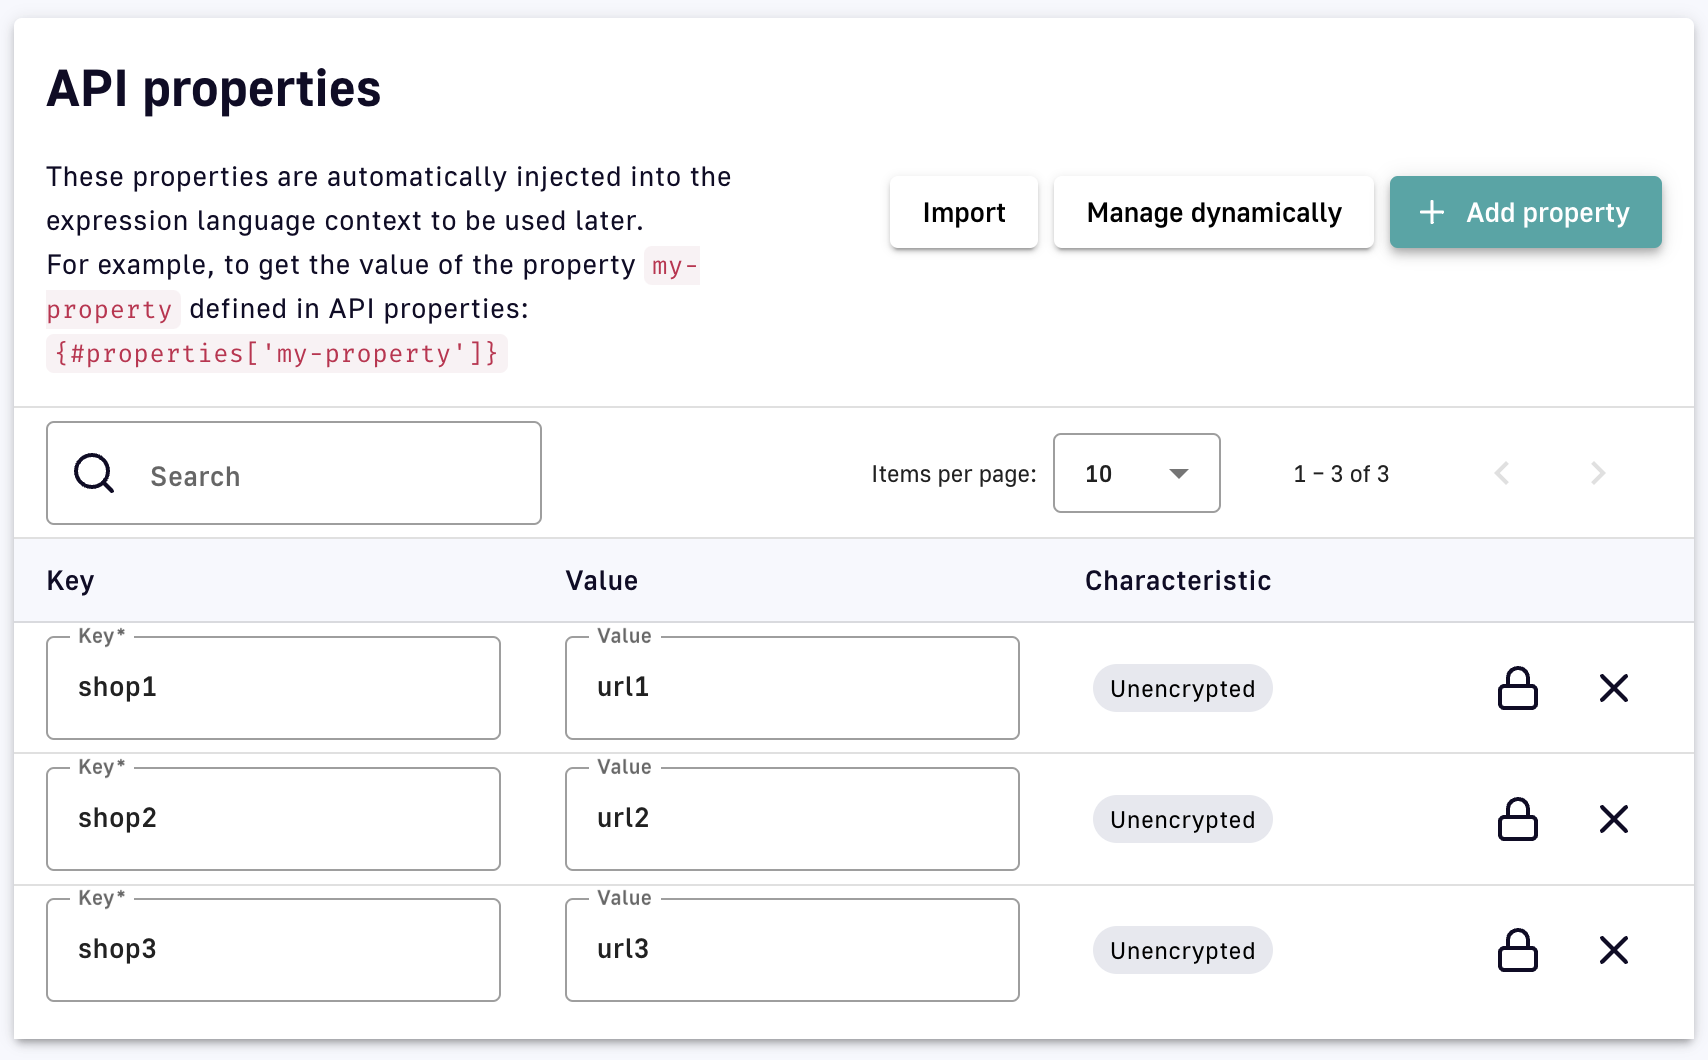 API properties
These properties are automatically injected into the
expression language context to be used later.
For example, to get the value of the property my-
property defined in API properties:
{#properties['my-property']}
Import
Manage dynamically
+ Add property
Search
Items per page:
10
1 – 3 of 3
Key
Value
Characteristic
Key*
shop1
Value
url1
Unencrypted
Key*
shop2
Value
url2
Unencrypted
Key*
shop3
Value
url3
Unencrypted